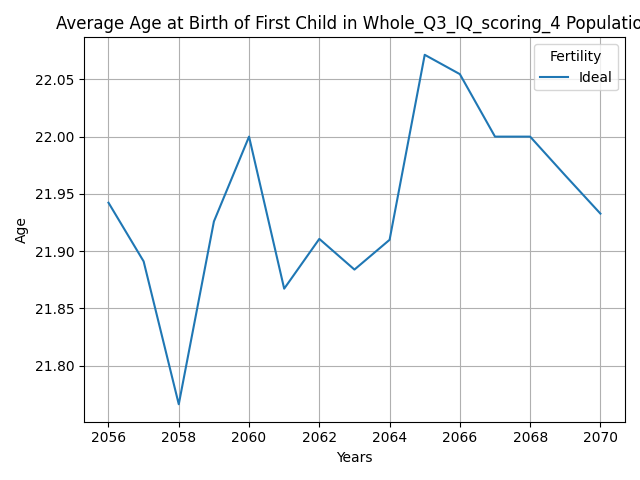 Average Age at Birth of First Child in Whole_Q3_IQ_scoring_4 Populatio
Fertility
Ideal
22.05
22.00
21.95
21.90
21.85
21.80
Age
2056 2058 2060 2062 2064 2066 2068 2070
Years